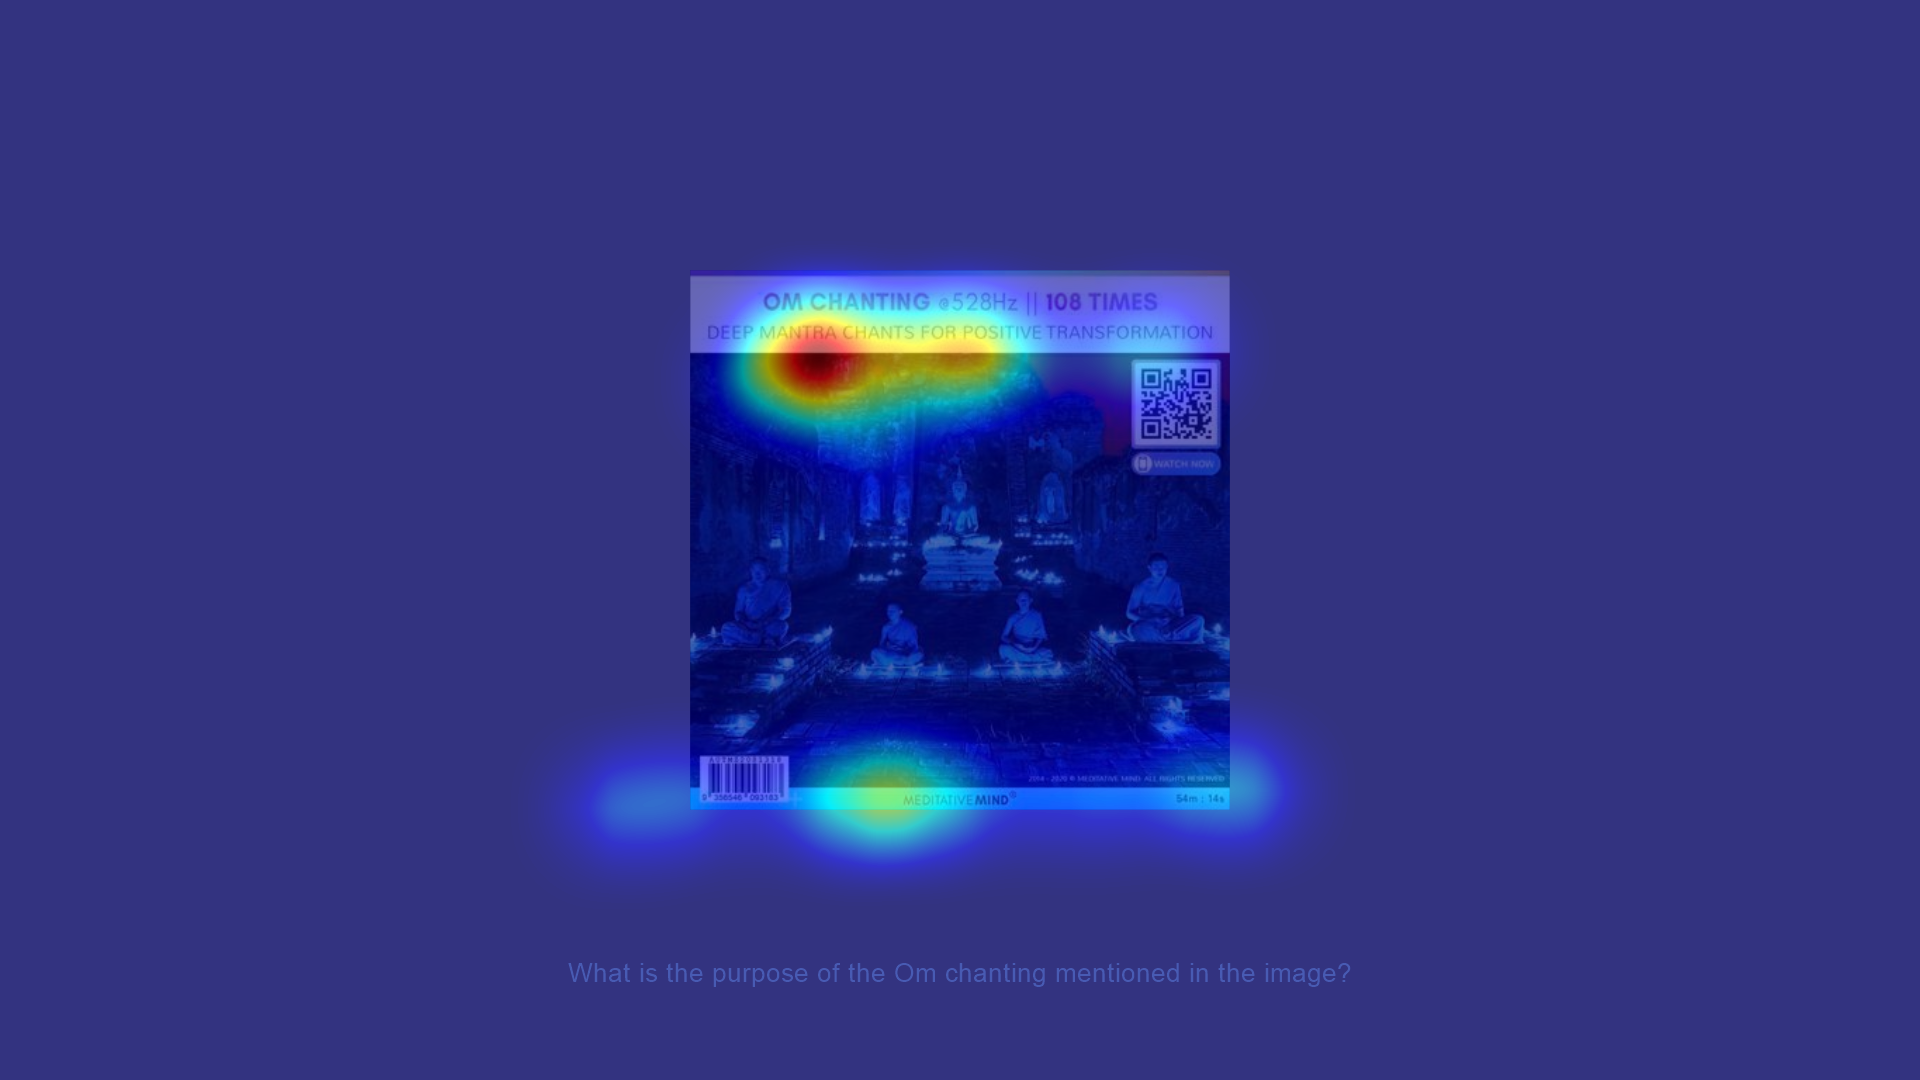 OM CHANTING @528Hz || 108 TIMES
DEEP MANTRA CHANTS FOR POSITIVE TRANSFORMATION
WATCH NOW
2014 - 2020 © MEDITATIVE MIND. ALL RIGHTS RESERVED
MEDITATIVEMIND®
54m : 14s
What is the purpose of the Om chanting mentioned in the image?